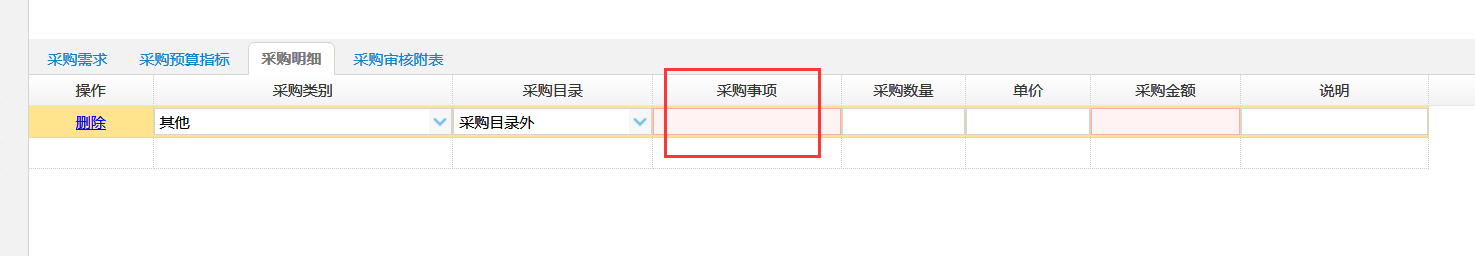 采购需求 采购预算指标 采购明细 采购审核附表
操作 采购类别 采购目录 采购事项 采购数量 单价 采购金额 说明
删除 其他 采购目录外